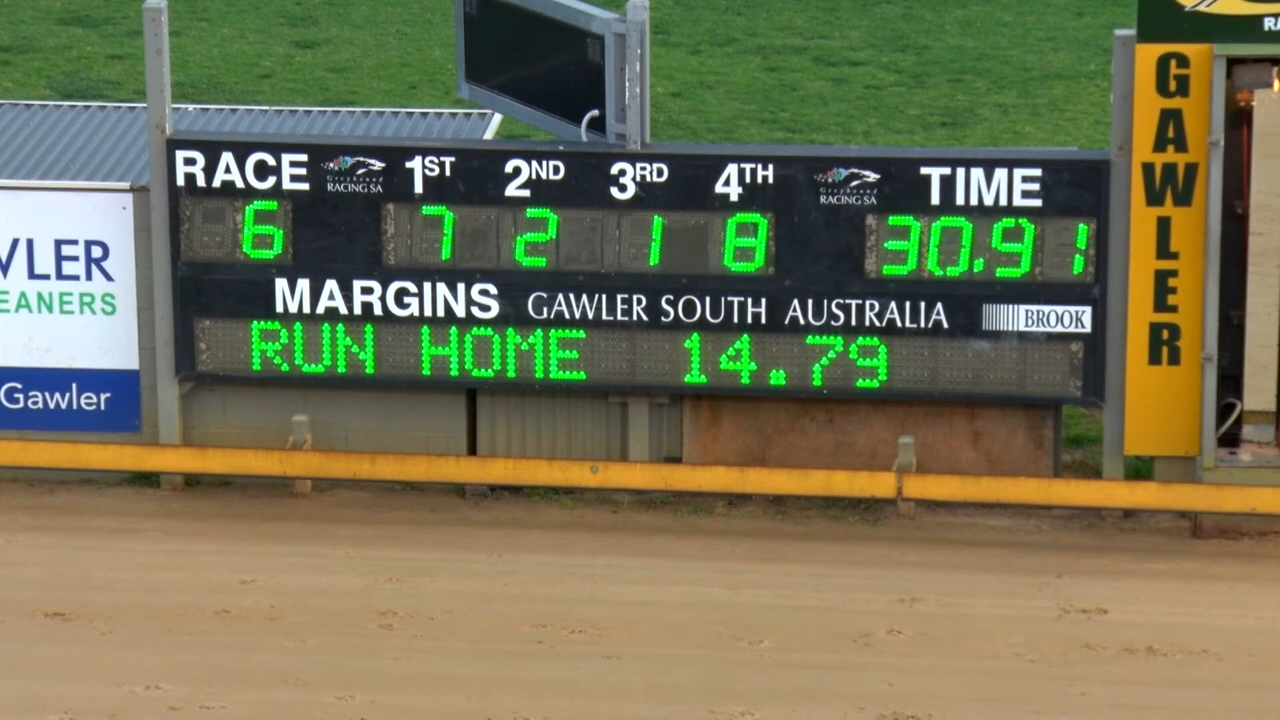 RACE 1ST 2ND 3RD 4TH TIME
Greyhound RACING SA
Greyhound RACING SA
6 7 2 1 8 30.91
MARGINS GAWLER SOUTH AUSTRALIA BROOK
RUN HOME 14.79
GAWLER
VLER
EANERS
Gawler
RA